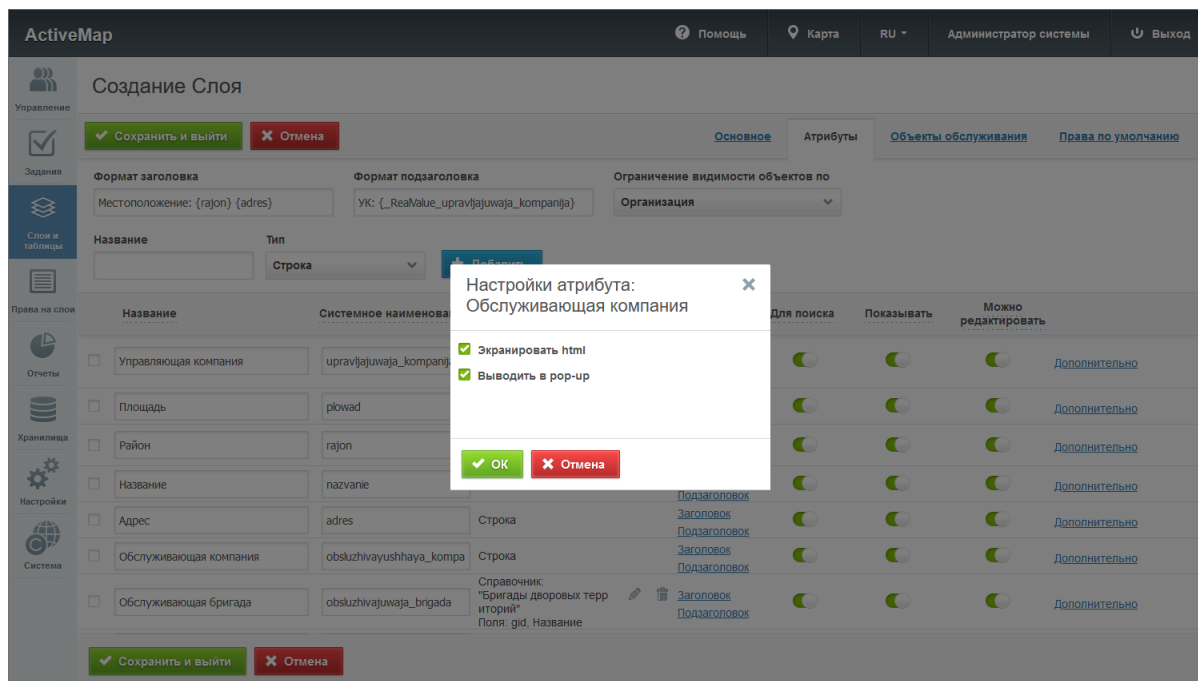 ActiveMap
Помощь
Карта
RU
Администратор системы
Выход
Управление
Задания
Слои и таблицы
Права на слои
Отчеты
Хранилища
Настройки
Система
Создание Слоя
Сохранить и выйти
Отмена
Основное
Атрибуты
Объекты обслуживания
Права по умолчанию
Формат заголовка
Формат подзаголовка
Ограничение видимости объектов по
Местоположение: {rajon} {adres}
УК: {_RealValue_upravljajuwaja_kompanija}
Организация
Название
Тип
Строка
Добавить
Настройки атрибута:
Обслуживающая компания
Экранировать html
Выводить в pop-up
ОК
Отмена
Название
Системное наименован
Для поиска
Показывать
Можно
редактировать
Управляющая компания
upravljajuwaja_kompanija
Дополнительно
Площадь
plowad
Дополнительно
Район
rajon
Дополнительно
Название
nazvanie
Подзаголовок
Дополнительно
Адрес
adres
Строка
Заголовок
Подзаголовок
Дополнительно
Обслуживающая компания
obsluzhivayushhaya_kompa
Строка
Заголовок
Подзаголовок
Дополнительно
Обслуживающая бригада
obsluzhivajuwaja_brigada
Справочник:
"Бригады дворовых терр
иторий"
Поля: gid, Название
Заголовок
Подзаголовок
Дополнительно
Сохранить и выйти
Отмена